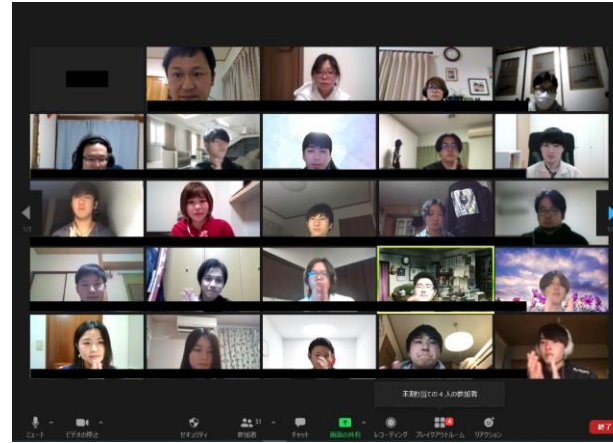 未割り当ての 4 人の参加者
ミュート
ビデオの停止
セキュリティ
参加者
チャット
画面の共有
レコーディング
ブレイクアウトルーム
リアクション
終了